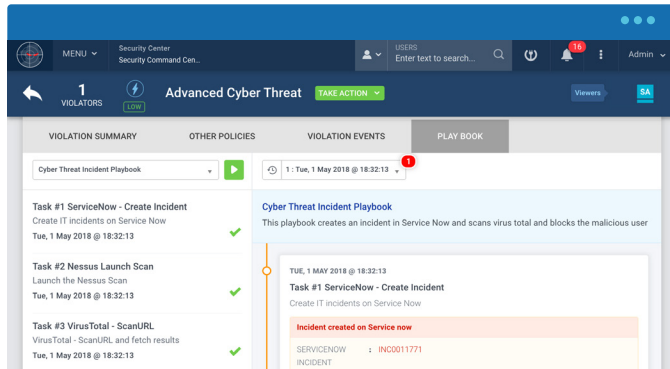 MENU
Security Center
Security Command Cen...
USERS
Enter text to search...
16
Admin
1
VIOLATORS
LOW
Advanced Cyber Threat
TAKE ACTION
Viewers
SA
VIOLATION SUMMARY
OTHER POLICIES
VIOLATION EVENTS
PLAY BOOK
Cyber Threat Incident Playbook
1 : Tue, 1 May 2018 @ 18:32:13
1
Task #1 ServiceNow - Create Incident
Create IT incidents on Service Now
Tue, 1 May 2018 @ 18:32:13
Task #2 Nessus Launch Scan
Launch the Nessus Scan
Tue, 1 May 2018 @ 18:32:13
Task #3 VirusTotal - ScanURL
VirusTotal - ScanURL and fetch results
Tue, 1 May 2018 @ 18:32:13
Cyber Threat Incident Playbook
This playbook creates an incident in Service Now and scans virus total and blocks the malicious user
TUE, 1 MAY 2018 @ 18:32:13
Task #1 ServiceNow - Create Incident
Create IT incidents on Service Now
Incident created on Service now
SERVICENOW : INC0011771
INCIDENT